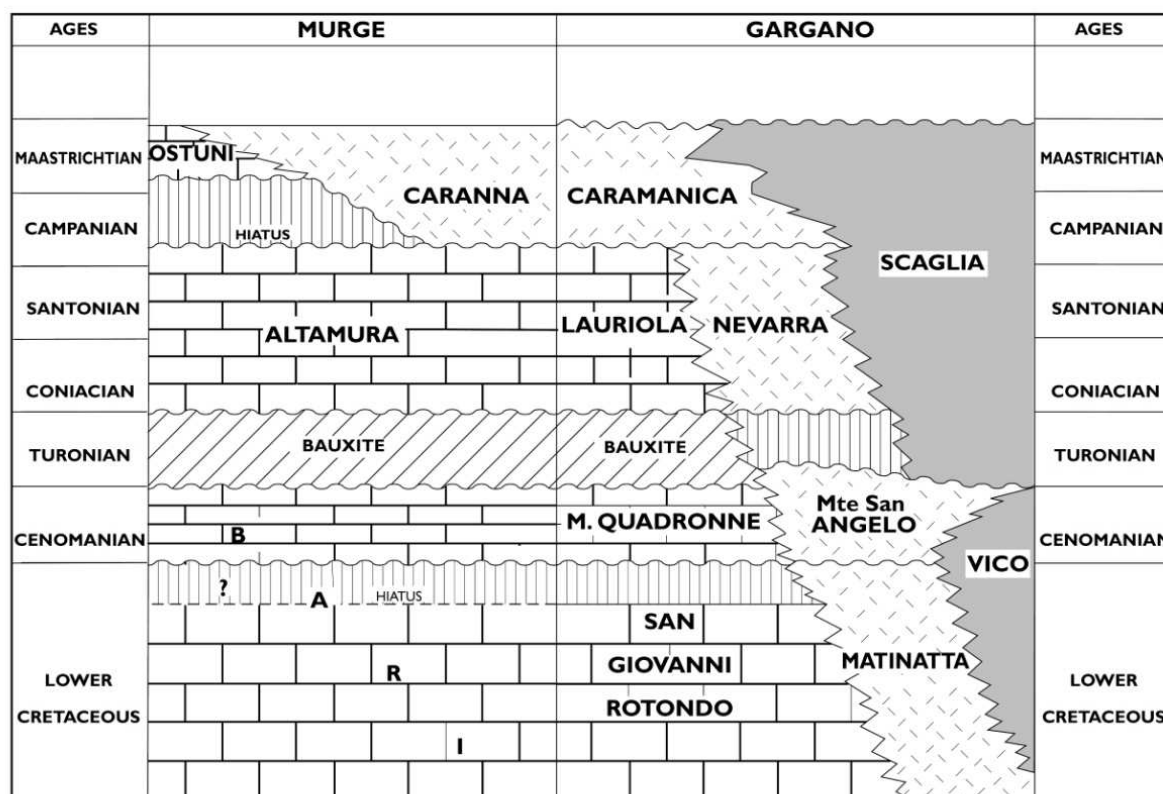 AGES MURGE GARGANO AGES
MAASTRICHTIAN OSTUNI MAASTRICHTIAN
CARANNA CARAMANICA
CAMPANIAN HIATUS CAMPANIAN
SCAGLIA
SANTONIAN SANTONIAN
ALTAMURA LAURIOLA NEVARRA
CONIACIAN CONIACIAN
TURONIAN BAUXITE BAUXITE TURONIAN
Mte San
M. QUADRONNE ANGELO
CENOMANIAN B CENOMANIAN
VICO
? A HIATUS
SAN
R GIOVANNI MATINATTA
LOWER LOWER
ROTONDO
CRETACEOUS CRETACEOUS
I